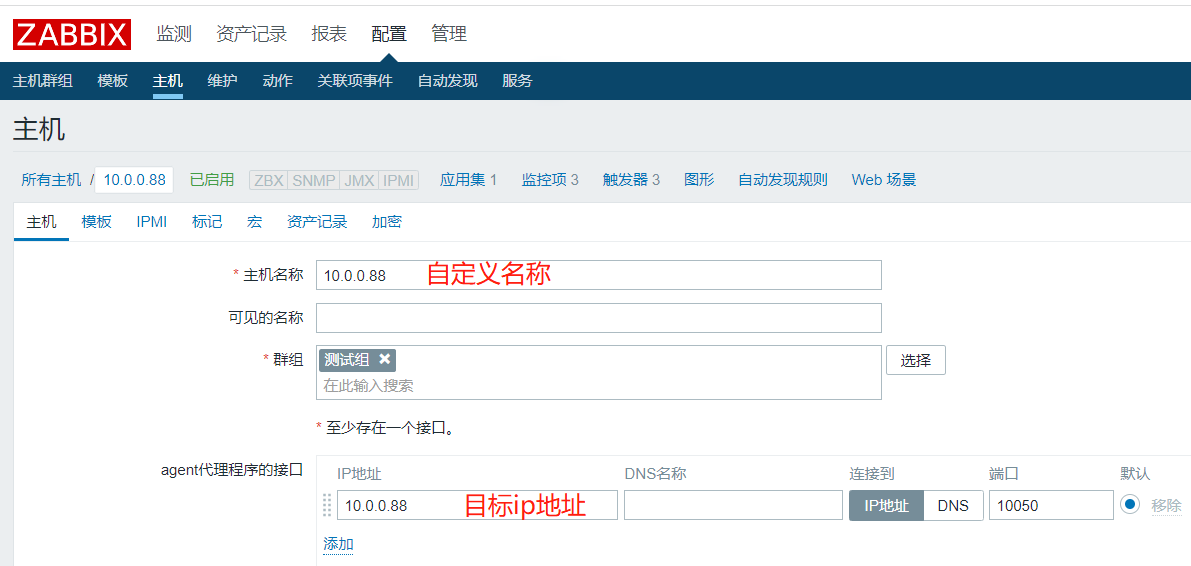 ZABBIX 监测 资产记录 报表 配置 管理
主机群组 模板 主机 维护 动作 关联项事件 自动发现 服务
主机
所有主机 / 10.0.0.88 已启用 ZBX SNMP JMX IPMI 应用集 1 监控项 3 触发器 3 图形 自动发现规则 Web 场景
主机 模板 IPMI 标记 宏 资产记录 加密
* 主机名称 10.0.0.88 自定义名称
可见的名称
* 群组 测试组 ✖ 选择
在此输入搜索
* 至少存在一个接口。
agent代理程序的接口 IP地址 DNS名称 连接到 端口 默认
10.0.0.88 目标ip地址 IP地址 DNS 10050 移除
添加